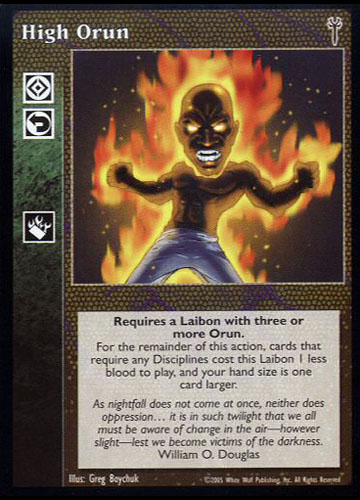 High Orun
Requires a Laibon with three or
more Orun.
For the remainder of this action, cards that
require any Disciplines cost this Laibon 1 less
blood to play, and your hand size is one
card larger.
As nightfall does not come at once, neither does
oppression... it is in such twilight that we all
must be aware of change in the air—however
slight—lest we become victims of the darkness.
William O. Douglas
Illus: Greg Boychuk
©2005 White Wolf Publishing, Inc. All Rights Reserved